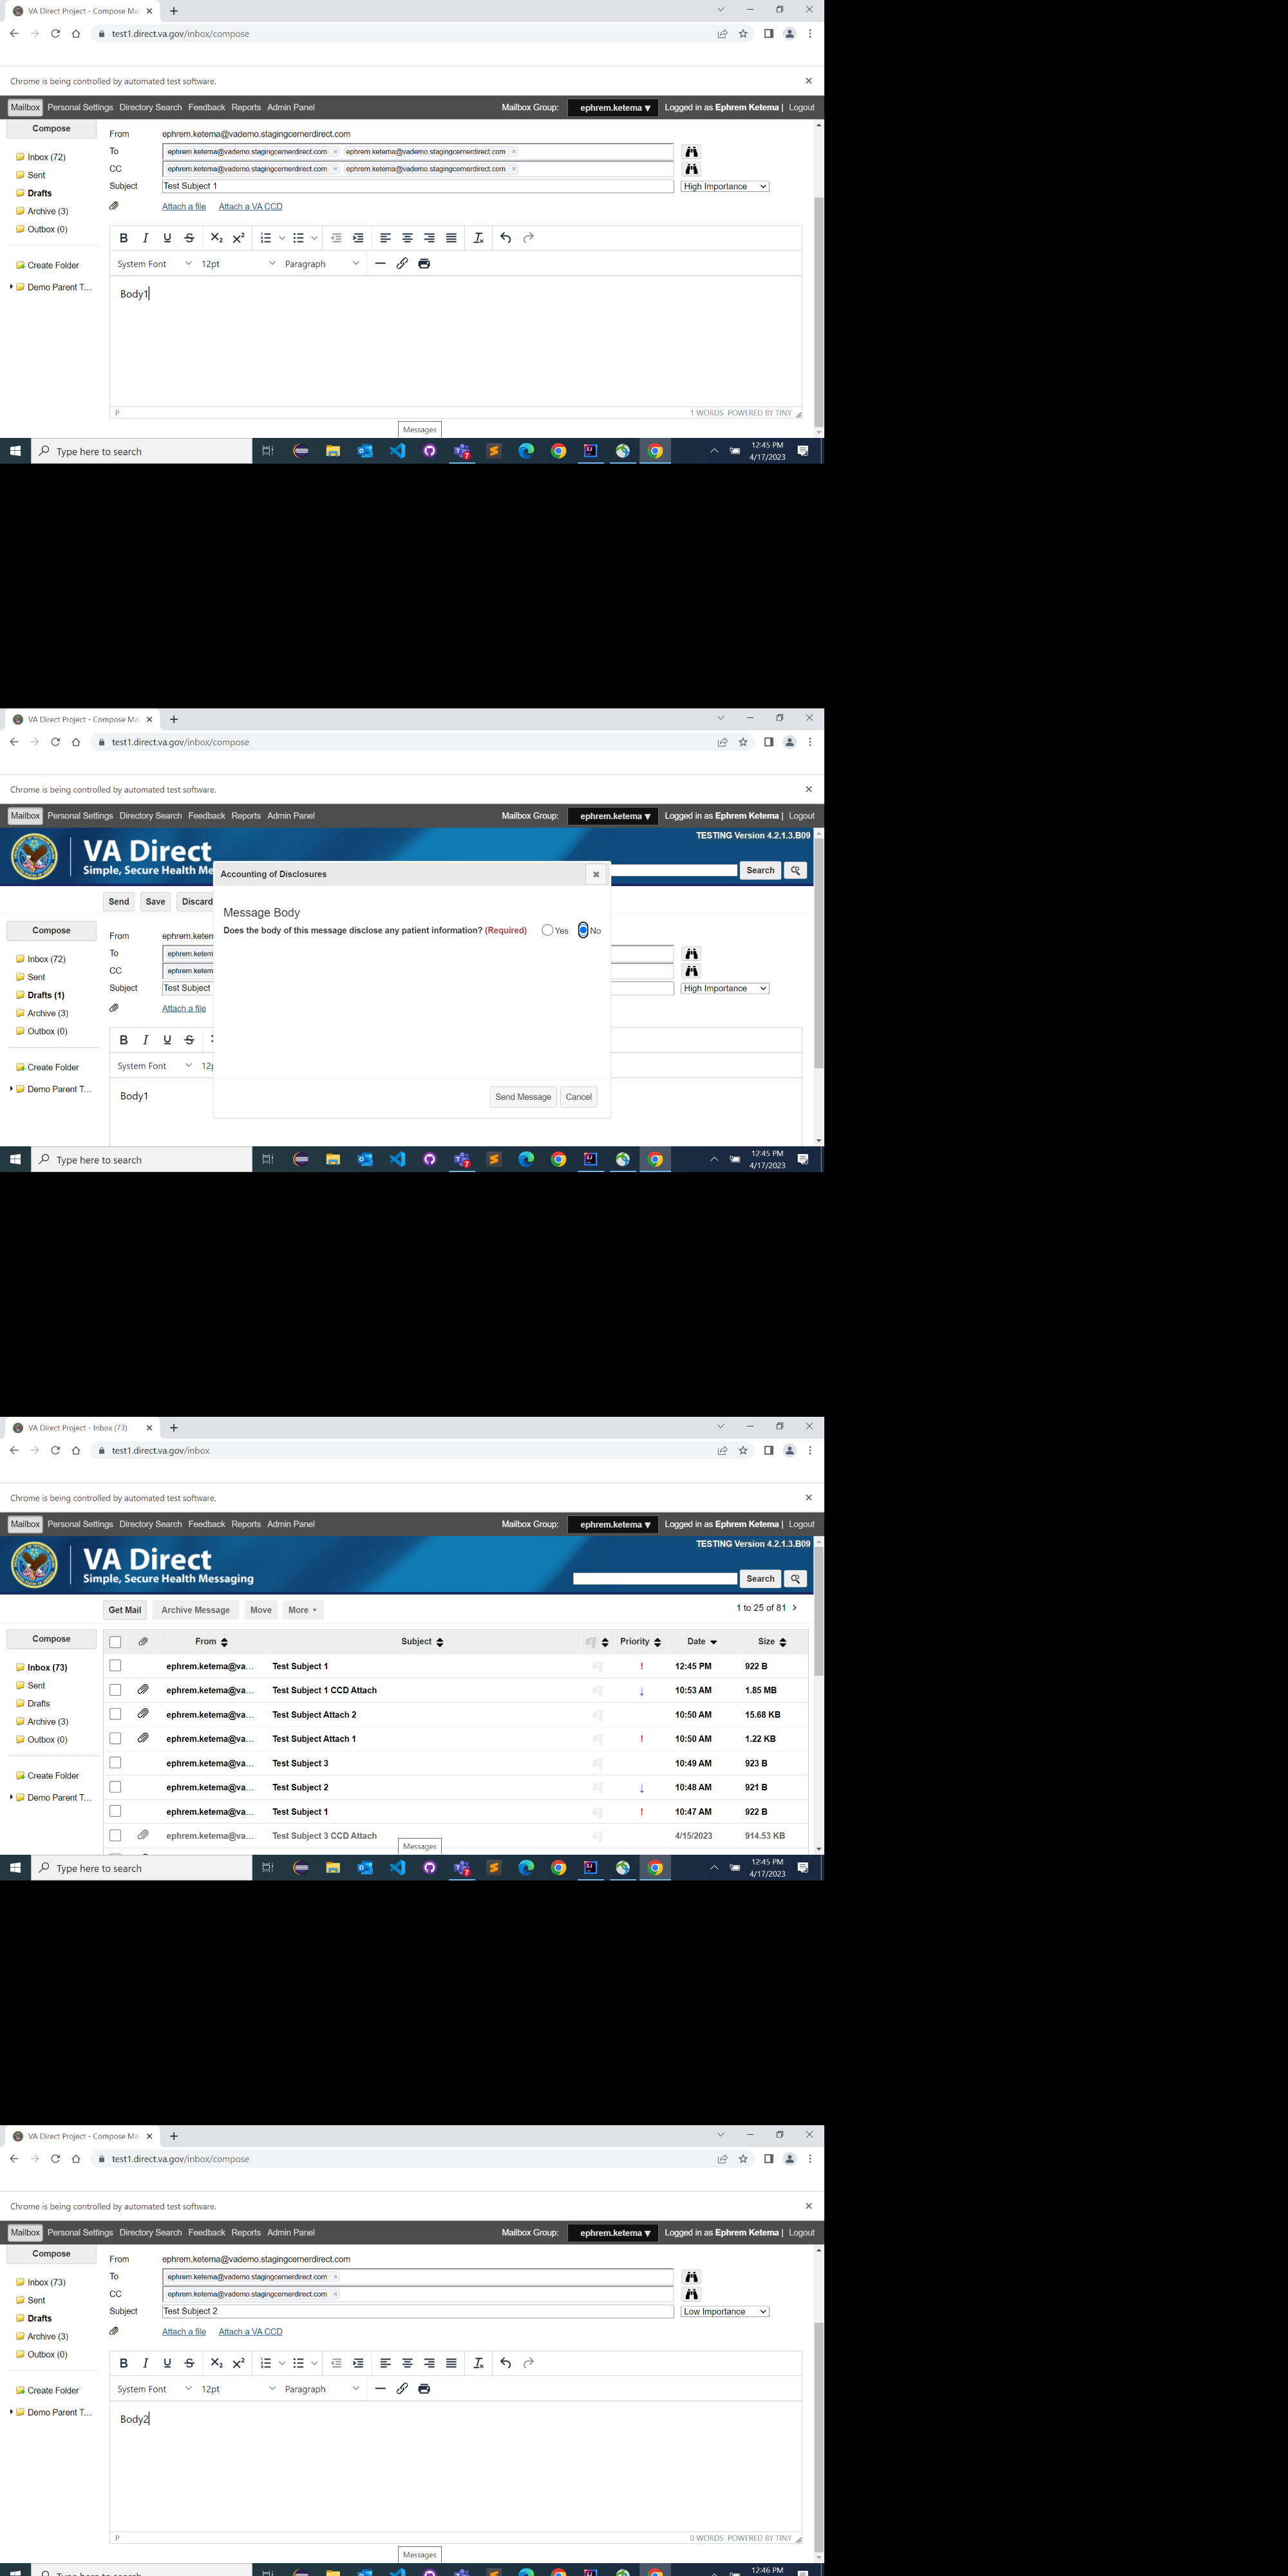 VA Direct Project - Compose Ma
test1.direct.va.gov/inbox/compose
Chrome is being controlled by automated test software.
Mailbox Personal Settings Directory Search Feedback Reports Admin Panel Mailbox Group: ephrem.ketema ▼ Logged in as Ephrem Ketema | Logout
Compose
From ephrem.ketema@vademo.stagingcernerdirect.com
To ephrem.ketema@vademo.stagingcernerdirect.com × ephrem.ketema@vademo.stagingcernerdirect.com ×
Inbox (72)
CC ephrem.ketema@vademo.stagingcernerdirect.com × ephrem.ketema@vademo.stagingcernerdirect.com ×
Sent
Subject Test Subject 1 High Importance
Drafts
Attach a file Attach a VA CCD
Archive (3)
Outbox (0)
B I U S X₂ X²
System Font 12pt Paragraph
Create Folder
Demo Parent T...
Body1
P 1 WORDS POWERED BY TINY
Messages
Type here to search
12:45 PM
4/17/2023
VA Direct Project - Compose Ma
test1.direct.va.gov/inbox/compose
Chrome is being controlled by automated test software.
Mailbox Personal Settings Directory Search Feedback Reports Admin Panel Mailbox Group: ephrem.ketema ▼ Logged in as Ephrem Ketema | Logout
TESTING Version 4.2.1.3.B09
VA Direct
Simple, Secure Health Me
Search
Accounting of Disclosures
Send Save Discard
Message Body
Does the body of this message disclose any patient information? (Required) Yes No
Compose
From ephrem.keter
To ephrem.ketem
Inbox (72)
CC ephrem.ketem
Sent
Subject Test Subject High Importance
Drafts (1)
Attach a file
Archive (3)
Outbox (0)
B I U S
System Font 12p
Create Folder
Demo Parent T...
Body1
Send Message Cancel
Type here to search
12:45 PM
4/17/2023
VA Direct Project - Inbox (73)
test1.direct.va.gov/inbox
Chrome is being controlled by automated test software.
Mailbox Personal Settings Directory Search Feedback Reports Admin Panel Mailbox Group: ephrem.ketema ▼ Logged in as Ephrem Ketema | Logout
TESTING Version 4.2.1.3.B09
VA Direct
Simple, Secure Health Messaging
Search
Get Mail Archive Message Move More 1 to 25 of 81
Compose
From Subject Priority Date Size
Inbox (73)
Sent
Drafts
Archive (3)
Outbox (0)
Create Folder
Demo Parent T...
ephrem.ketema@va... Test Subject 1 ! 12:45 PM 922 B
ephrem.ketema@va... Test Subject 1 CCD Attach ↓ 10:53 AM 1.85 MB
ephrem.ketema@va... Test Subject Attach 2 10:50 AM 15.68 KB
ephrem.ketema@va... Test Subject Attach 1 ! 10:50 AM 1.22 KB
ephrem.ketema@va... Test Subject 3 10:49 AM 923 B
ephrem.ketema@va... Test Subject 2 ↓ 10:48 AM 921 B
ephrem.ketema@va... Test Subject 1 ! 10:47 AM 922 B
ephrem.ketema@va... Test Subject 3 CCD Attach 4/15/2023 914.53 KB
Messages
Type here to search
12:45 PM
4/17/2023
VA Direct Project - Compose Ma
test1.direct.va.gov/inbox/compose
Chrome is being controlled by automated test software.
Mailbox Personal Settings Directory Search Feedback Reports Admin Panel Mailbox Group: ephrem.ketema ▼ Logged in as Ephrem Ketema | Logout
Compose
From ephrem.ketema@vademo.stagingcernerdirect.com
To ephrem.ketema@vademo.stagingcernerdirect.com ×
Inbox (73)
CC ephrem.ketema@vademo.stagingcernerdirect.com ×
Sent
Subject Test Subject 2 Low Importance
Drafts
Attach a file Attach a VA CCD
Archive (3)
Outbox (0)
B I U S X₂ X²
System Font 12pt Paragraph
Create Folder
Demo Parent T...
Body2
P 0 WORDS POWERED BY TINY
Messages
12:46 PM